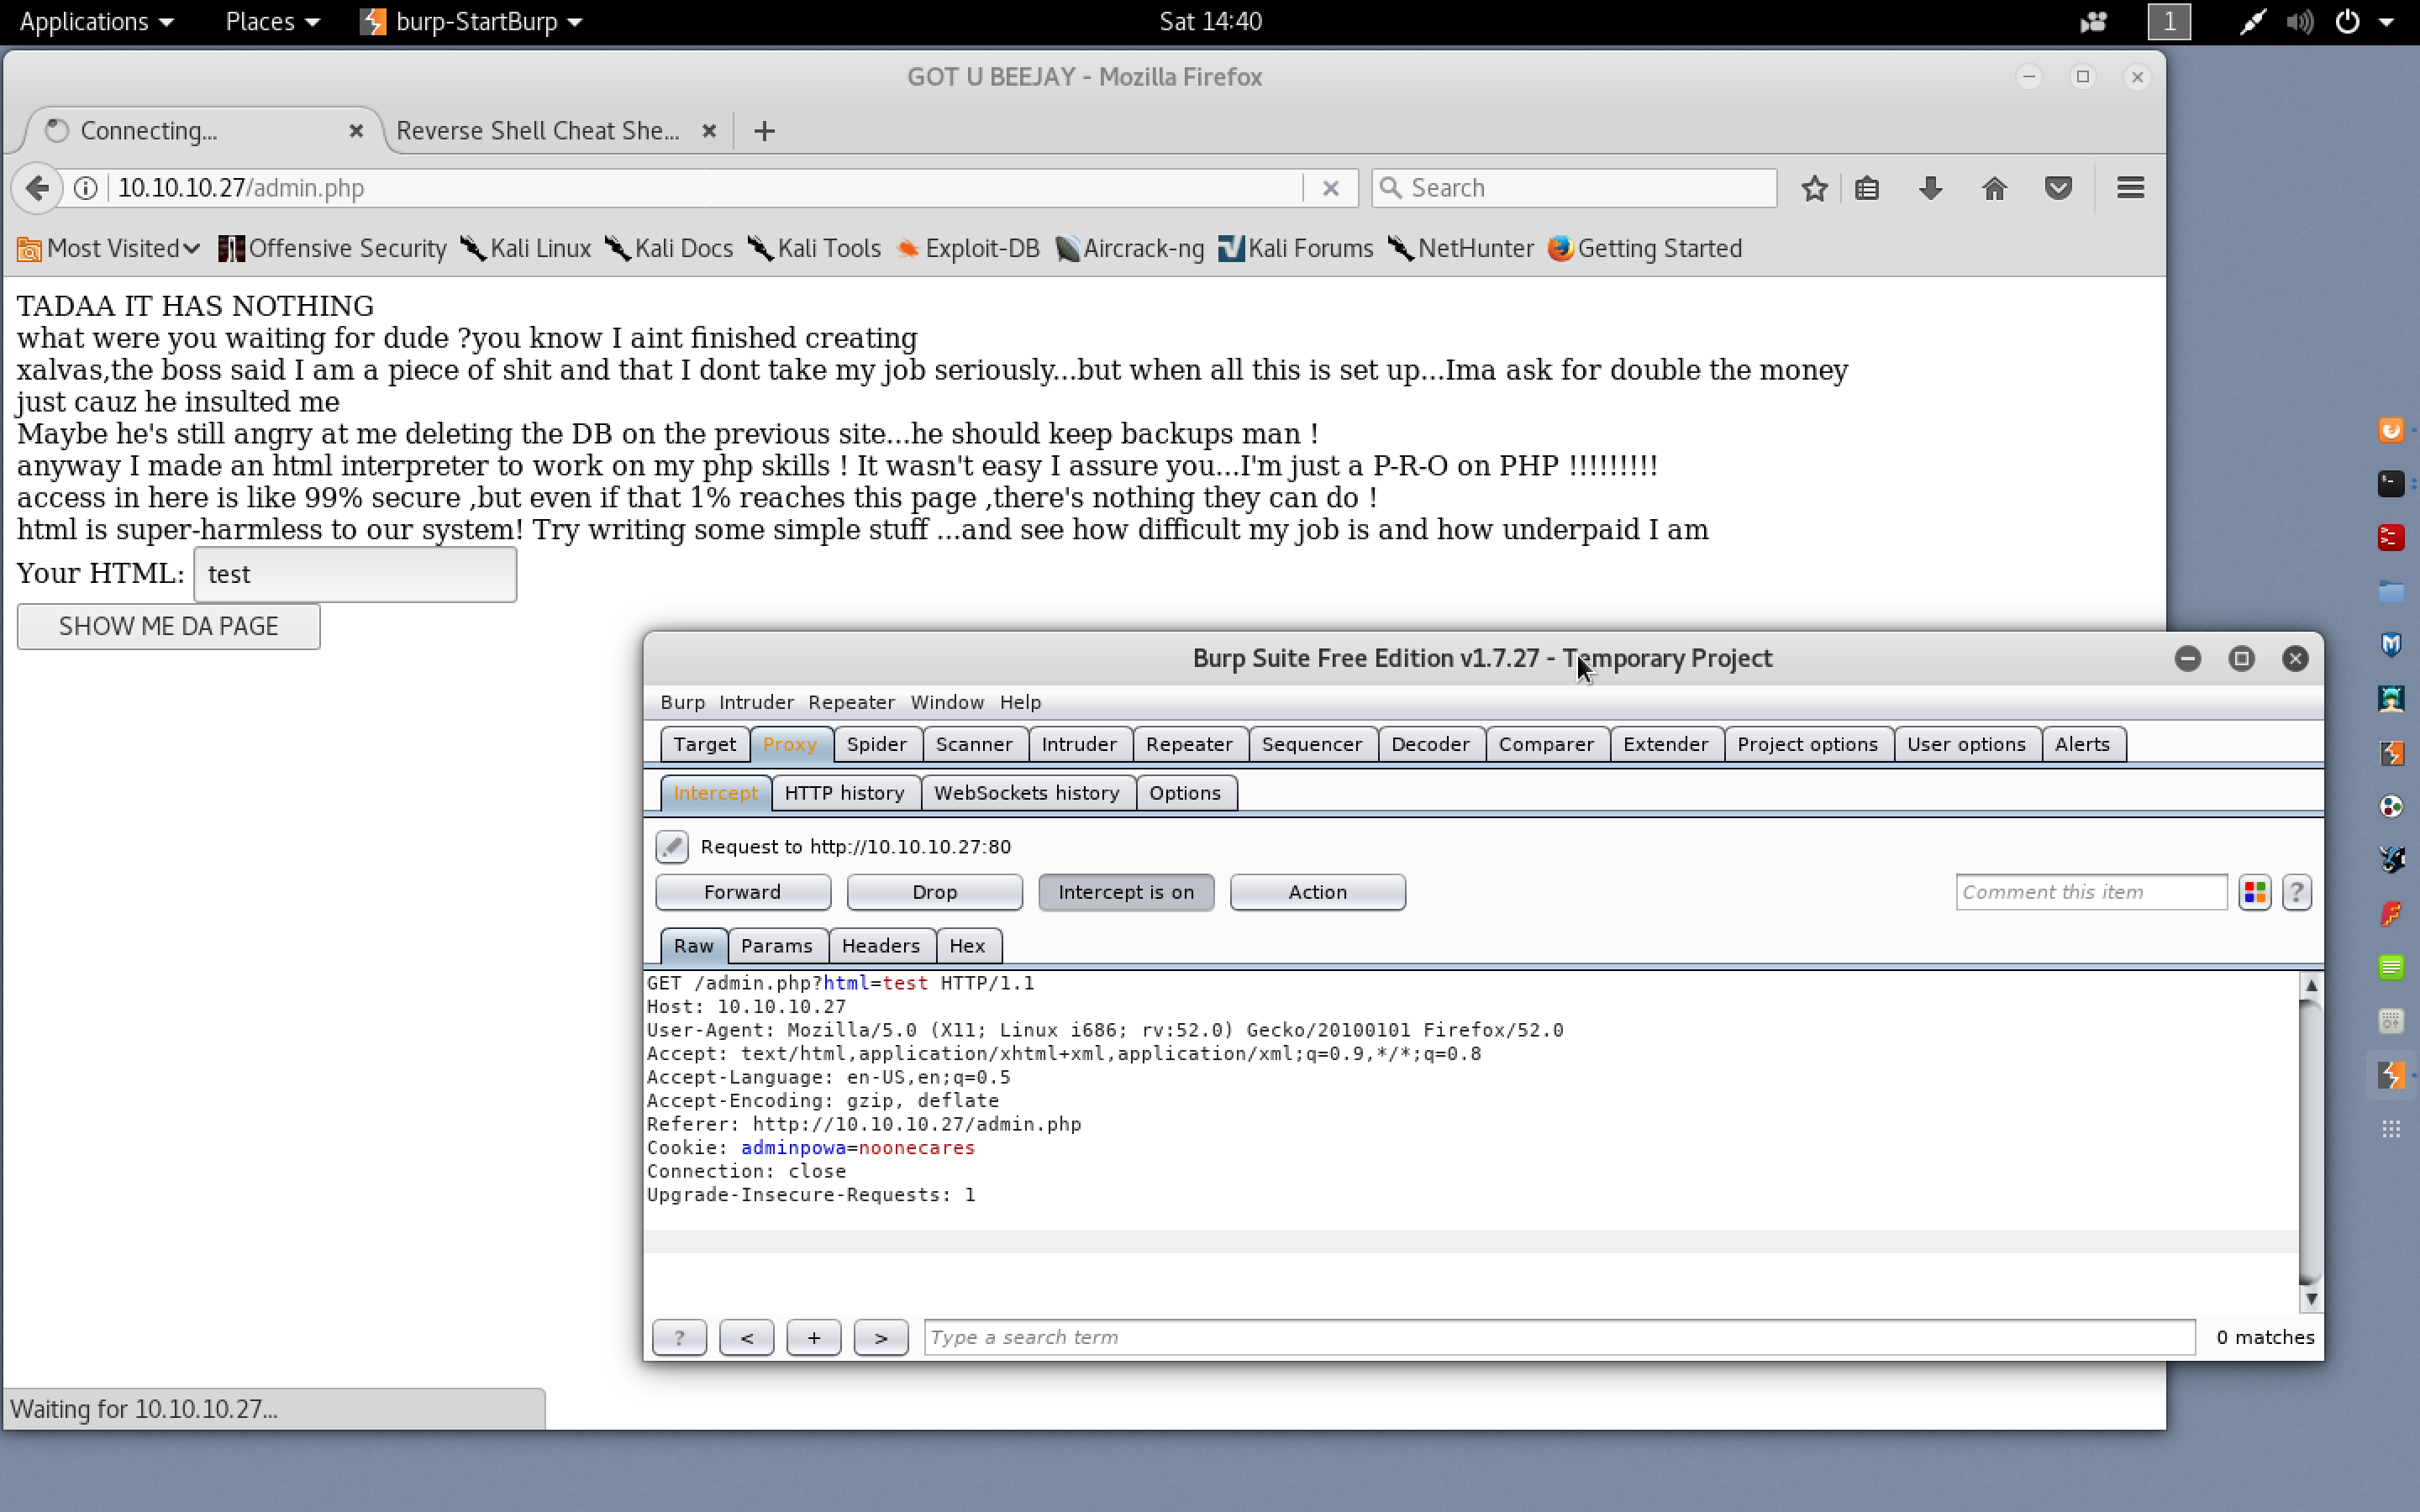 Applications Places burp-StartBurp Sat 14:40 1
GOT U BEEJAY - Mozilla Firefox
Connecting... Reverse Shell Cheat She...
10.10.10.27/admin.php Search
Most Visited Offensive Security Kali Linux Kali Docs Kali Tools Exploit-DB Aircrack-ng Kali Forums NetHunter Getting Started
TADAA IT HAS NOTHING
what were you waiting for dude ?you know I aint finished creating
xalvas,the boss said I am a piece of shit and that I dont take my job seriously...but when all this is set up...Ima ask for double the money
just cauz he insulted me
Maybe he's still angry at me deleting the DB on the previous site...he should keep backups man !
anyway I made an html interpreter to work on my php skills ! It wasn't easy I assure you...I'm just a P-R-O on PHP !!!!!!!!!
access in here is like 99% secure ,but even if that 1% reaches this page ,there's nothing they can do !
html is super-harmless to our system! Try writing some simple stuff ...and see how difficult my job is and how underpaid I am
Your HTML: test
SHOW ME DA PAGE
Burp Suite Free Edition v1.7.27 - Temporary Project
Burp Intruder Repeater Window Help
Target Proxy Spider Scanner Intruder Repeater Sequencer Decoder Comparer Extender Project options User options Alerts
Intercept HTTP history WebSockets history Options
Request to http://10.10.10.27:80
Forward Drop Intercept is on Action Comment this item ?
Raw Params Headers Hex
GET /admin.php?html=test HTTP/1.1
Host: 10.10.10.27
User-Agent: Mozilla/5.0 (X11; Linux i686; rv:52.0) Gecko/20100101 Firefox/52.0
Accept: text/html,application/xhtml+xml,application/xml;q=0.9,*/*;q=0.8
Accept-Language: en-US,en;q=0.5
Accept-Encoding: gzip, deflate
Referer: http://10.10.10.27/admin.php
Cookie: adminpowa=noonecares
Connection: close
Upgrade-Insecure-Requests: 1
? < + > Type a search term 0 matches
Waiting for 10.10.10.27...